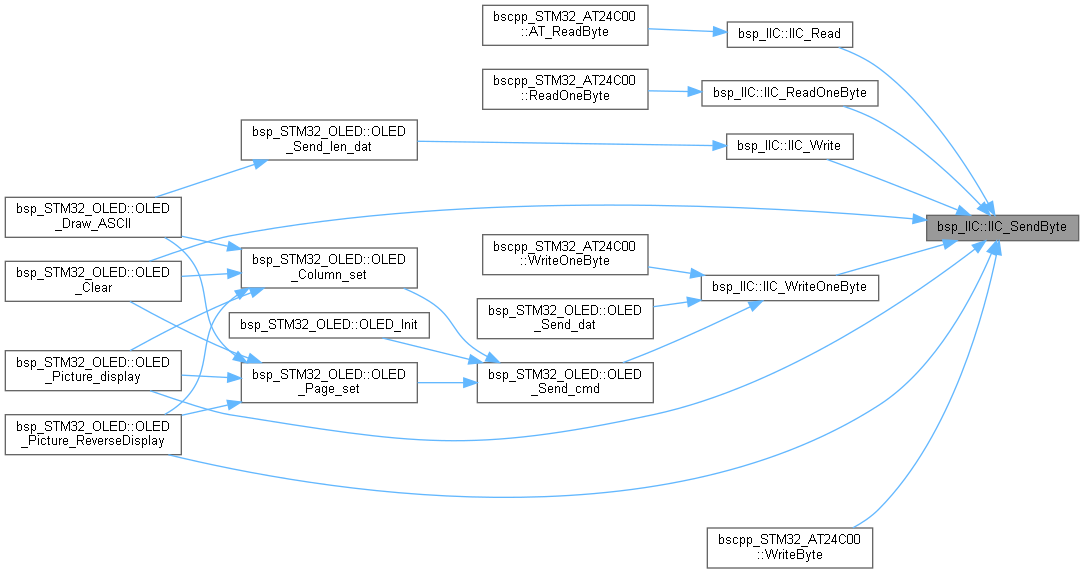 bscpp_STM32_AT24C00
::AT_ReadByte
bsp_IIC::IIC_Read
bscpp_STM32_AT24C00
::ReadOneByte
bsp_IIC::IIC_ReadOneByte
bsp_STM32_OLED::OLED
_Send_len_dat
bsp_IIC::IIC_Write
bsp_STM32_OLED::OLED
_Draw_ASCII
bsp_IIC::IIC_SendByte
bscpp_STM32_AT24C00
::WriteOneByte
bsp_STM32_OLED::OLED
_Column_set
bsp_STM32_OLED::OLED
_Clear
bsp_IIC::IIC_WriteOneByte
bsp_STM32_OLED::OLED
_Send_dat
bsp_STM32_OLED::OLED_Init
bsp_STM32_OLED::OLED
_Picture_display
bsp_STM32_OLED::OLED
_Page_set
bsp_STM32_OLED::OLED
_Send_cmd
bsp_STM32_OLED::OLED
_Picture_ReverseDisplay
bscpp_STM32_AT24C00
::WriteByte